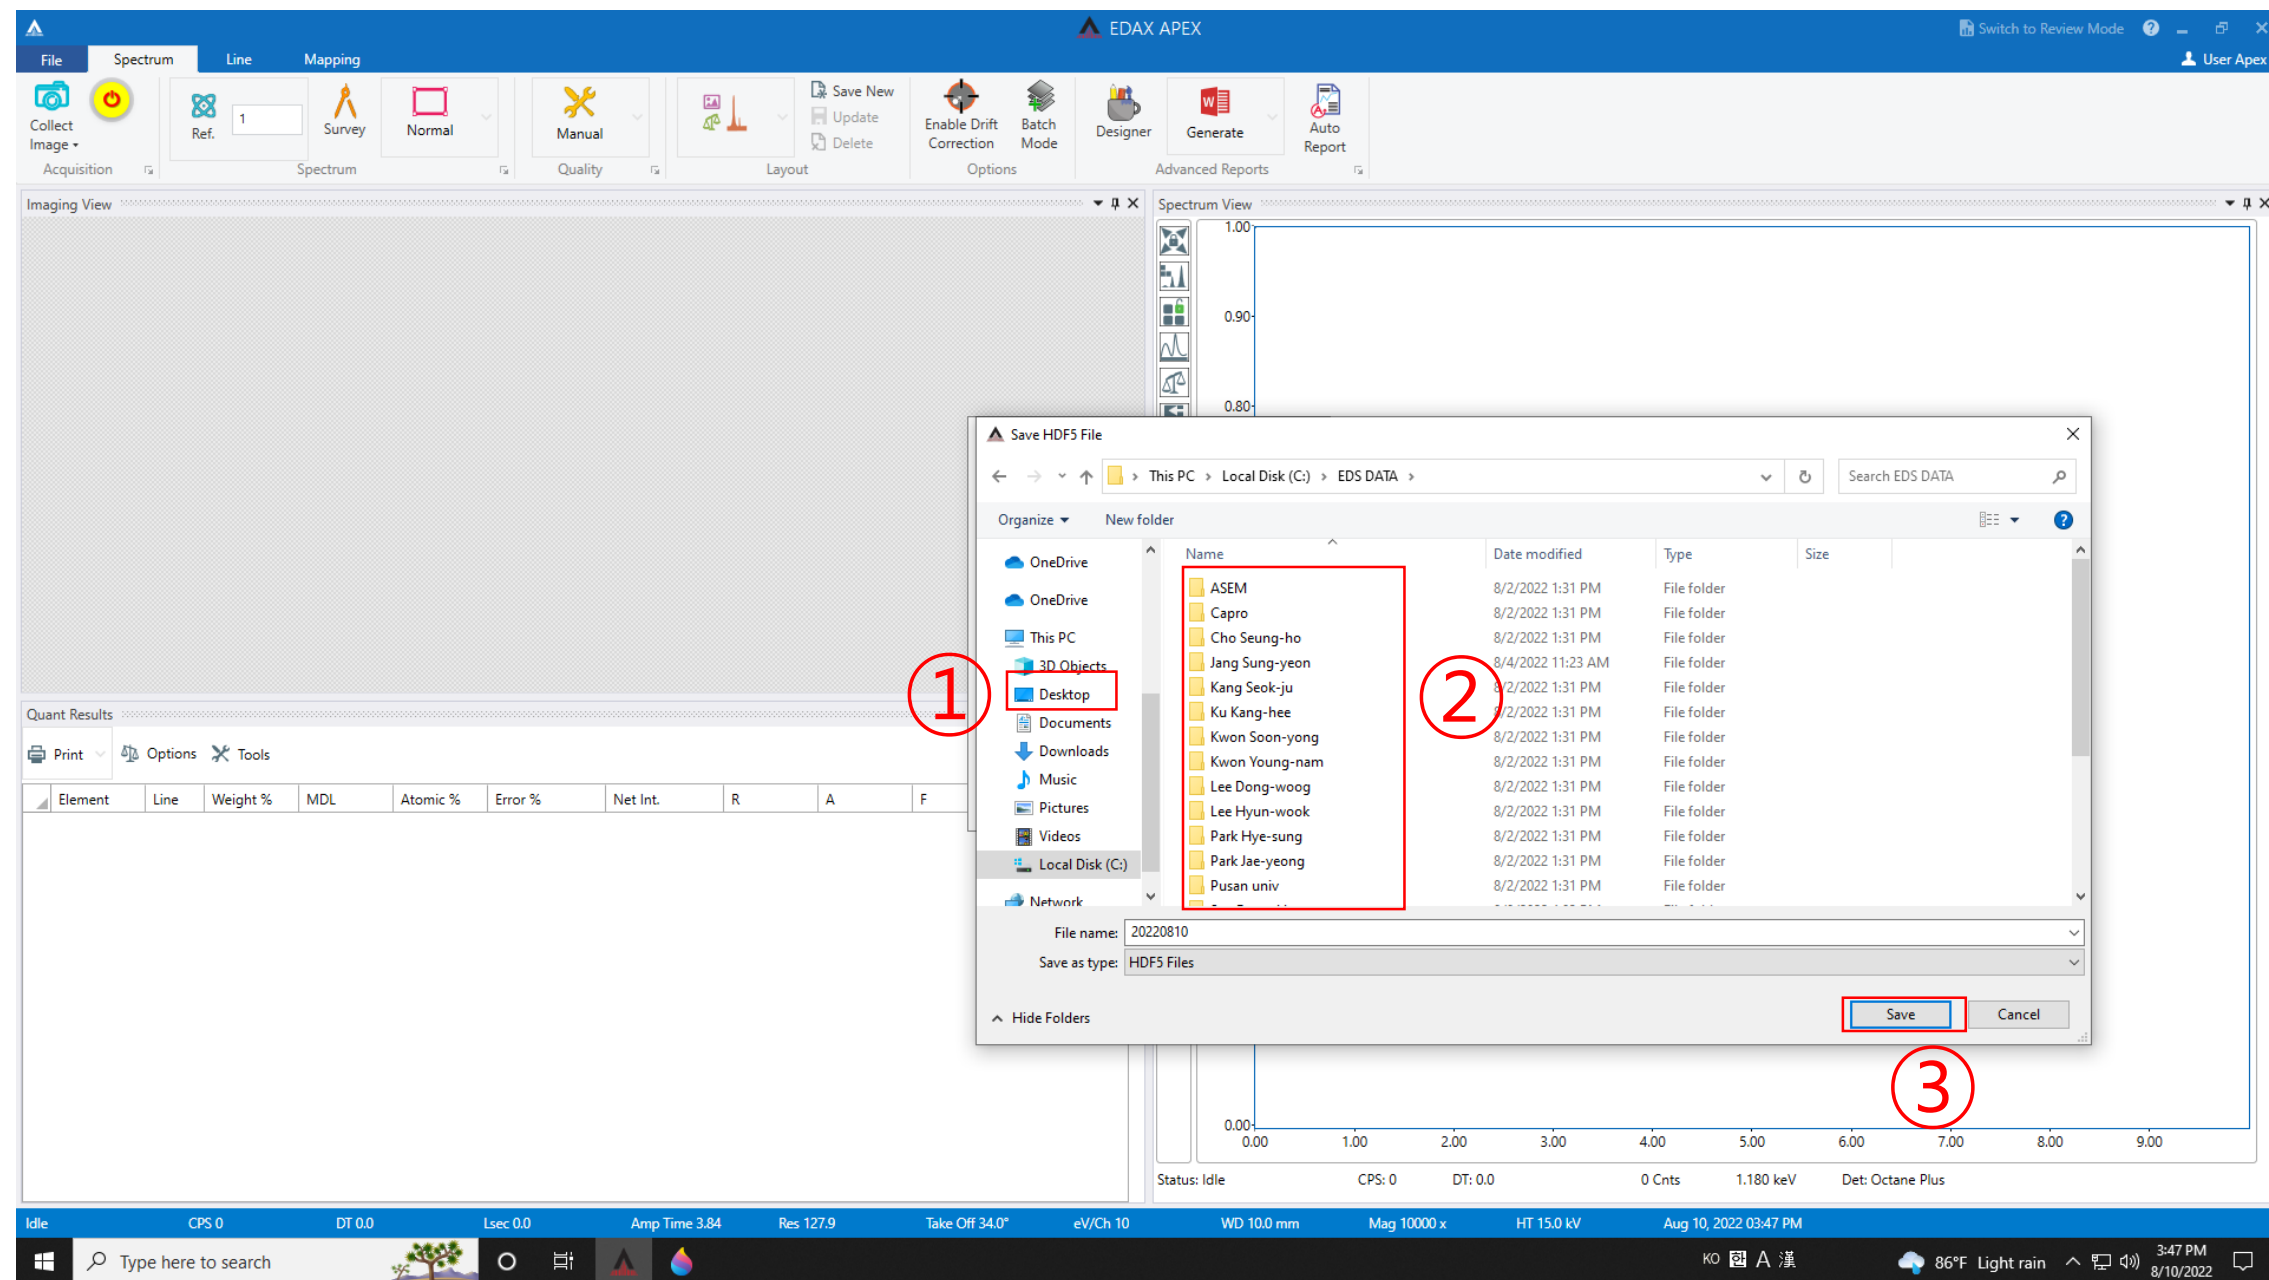 EDAX APEX
Switch to Review Mode
File Spectrum Line Mapping
User Apex
Collect Image
Ref. 1
Survey
Normal
Manual
Save New
Update
Delete
Enable Drift Correction
Batch Mode
Designer
Generate
Auto Report
Acquisition Spectrum Quality Layout Options Advanced Reports
Imaging View
Spectrum View
1.00
0.90
0.80
Save HDF5 File
This PC > Local Disk (C:) > EDS DATA >
Search EDS DATA
Organize New folder
Name Date modified Type Size
OneDrive
OneDrive
This PC
3D Objects
Desktop
Documents
Downloads
Music
Pictures
Videos
Local Disk (C:)
Network
ASEM 8/2/2022 1:31 PM File folder
Capro 8/2/2022 1:31 PM File folder
Cho Seung-ho 8/2/2022 1:31 PM File folder
Jang Sung-yeon 8/4/2022 11:23 AM File folder
Kang Seok-ju 8/2/2022 1:31 PM File folder
Ku Kang-hee 8/2/2022 1:31 PM File folder
Kwon Soon-yong 8/2/2022 1:31 PM File folder
Kwon Young-nam 8/2/2022 1:31 PM File folder
Lee Dong-woog 8/2/2022 1:31 PM File folder
Lee Hyun-wook 8/2/2022 1:31 PM File folder
Park Hye-sung 8/2/2022 1:31 PM File folder
Park Jae-yeong 8/2/2022 1:31 PM File folder
Pusan univ 8/2/2022 1:31 PM File folder
①
②
File name: 20220810
Save as type: HDF5 Files
Hide Folders
Save Cancel
③
Quant Results
Print Options Tools
Element Line Weight % MDL Atomic % Error % Net Int. R A F
0.00
0.00 1.00 2.00 3.00 4.00 5.00 6.00 7.00 8.00 9.00
Status: Idle CPS: 0 DT: 0.0 0 Cnts 1.180 keV Det: Octane Plus
Idle CPS 0 DT 0.0 Lsec 0.0 Amp Time 3.84 Res 127.9 Take Off 34.0° eV/Ch 10 WD 10.0 mm Mag 10000 x HT 15.0 kV Aug 10, 2022 03:47 PM
Type here to search
KO A 漢
86°F Light rain
3:47 PM
8/10/2022